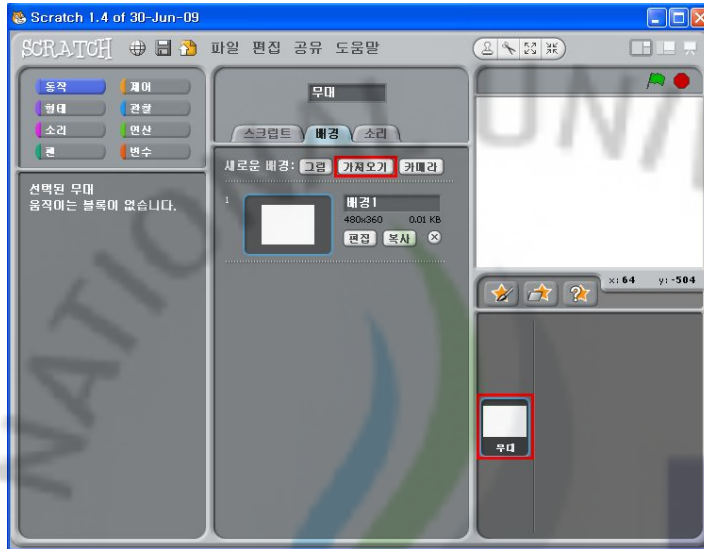 Scratch 1.4 of 30-Jun-09
SCRATCH 파일 편집 공유 도움말
동작 제어
형태 관찰
소리 연산
펜 변수
선택된 무대
움직이는 블록이 없습니다.
무대
스크립트 배경 소리
새로운 배경: 그림 가져오기 카메라
1 배경1
480x360 0.01 KB
편집 복사
x: 64 y: -504
무대
NATIONAL UNI